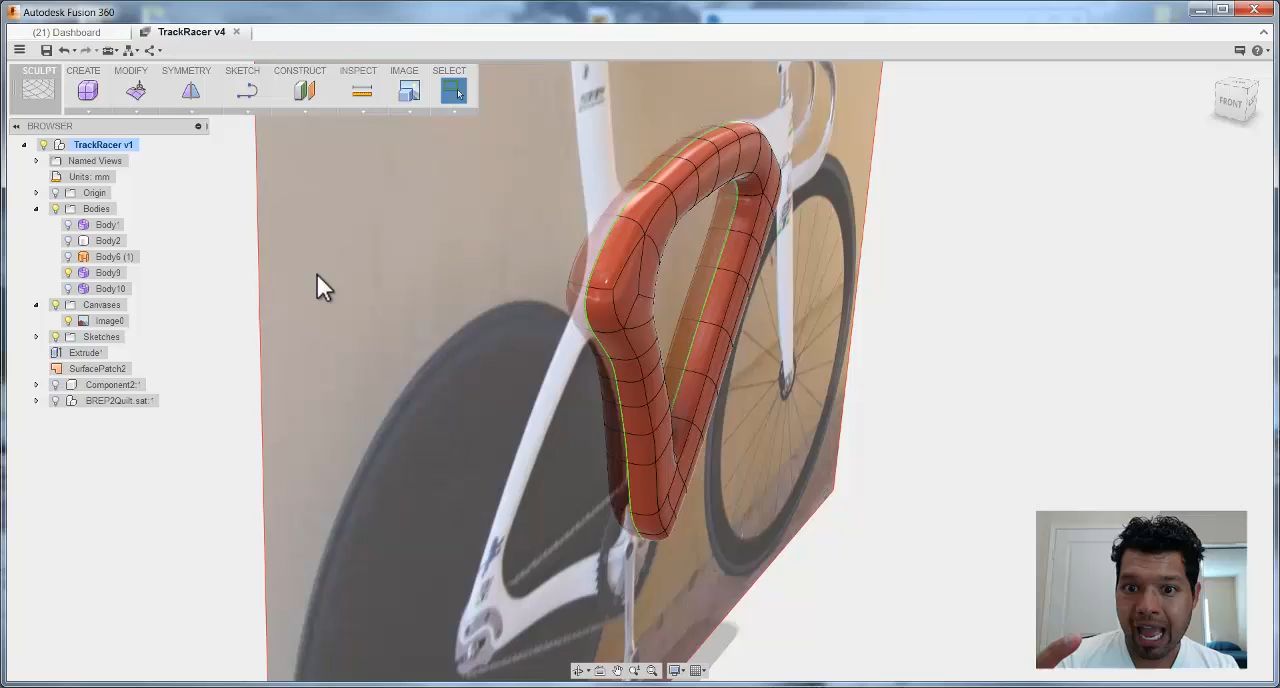 Autodesk Fusion 360
(21) Dashboard
TrackRacer v4
SCULPT CREATE MODIFY SYMMETRY SKETCH CONSTRUCT INSPECT IMAGE SELECT
BROWSER
TrackRacer v1
Named Views
Units: mm
Origin
Bodies
Body1
Body2
Body6 (1)
Body9
Body10
Canvases
Image0
Sketches
Extrude1
SurfacePatch2
Component2:1
BREP2Quilt.sat:1
FRONT